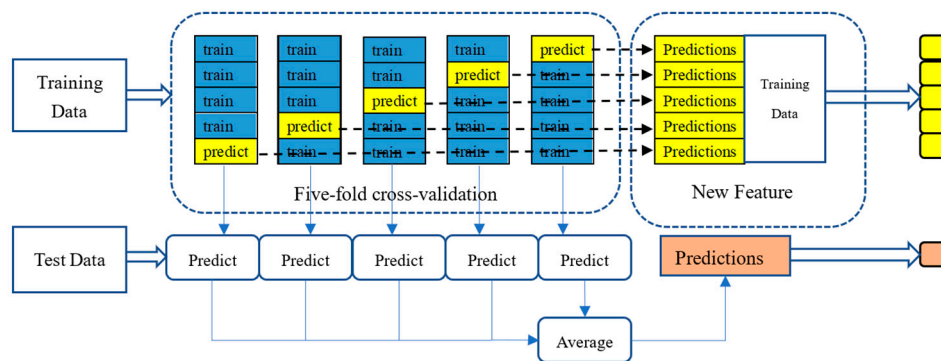 Training
Data
train
train
train
train
predict
train
train
train
predict
train
train
train
predict
train
train
train
predict
train
train
train
predict
train
train
train
train
Predictions
Predictions
Predictions
Predictions
Predictions
Training
Data
Five-fold cross-validation
New Feature
Test Data
Predict
Predict
Predict
Predict
Predict
Predictions
Average